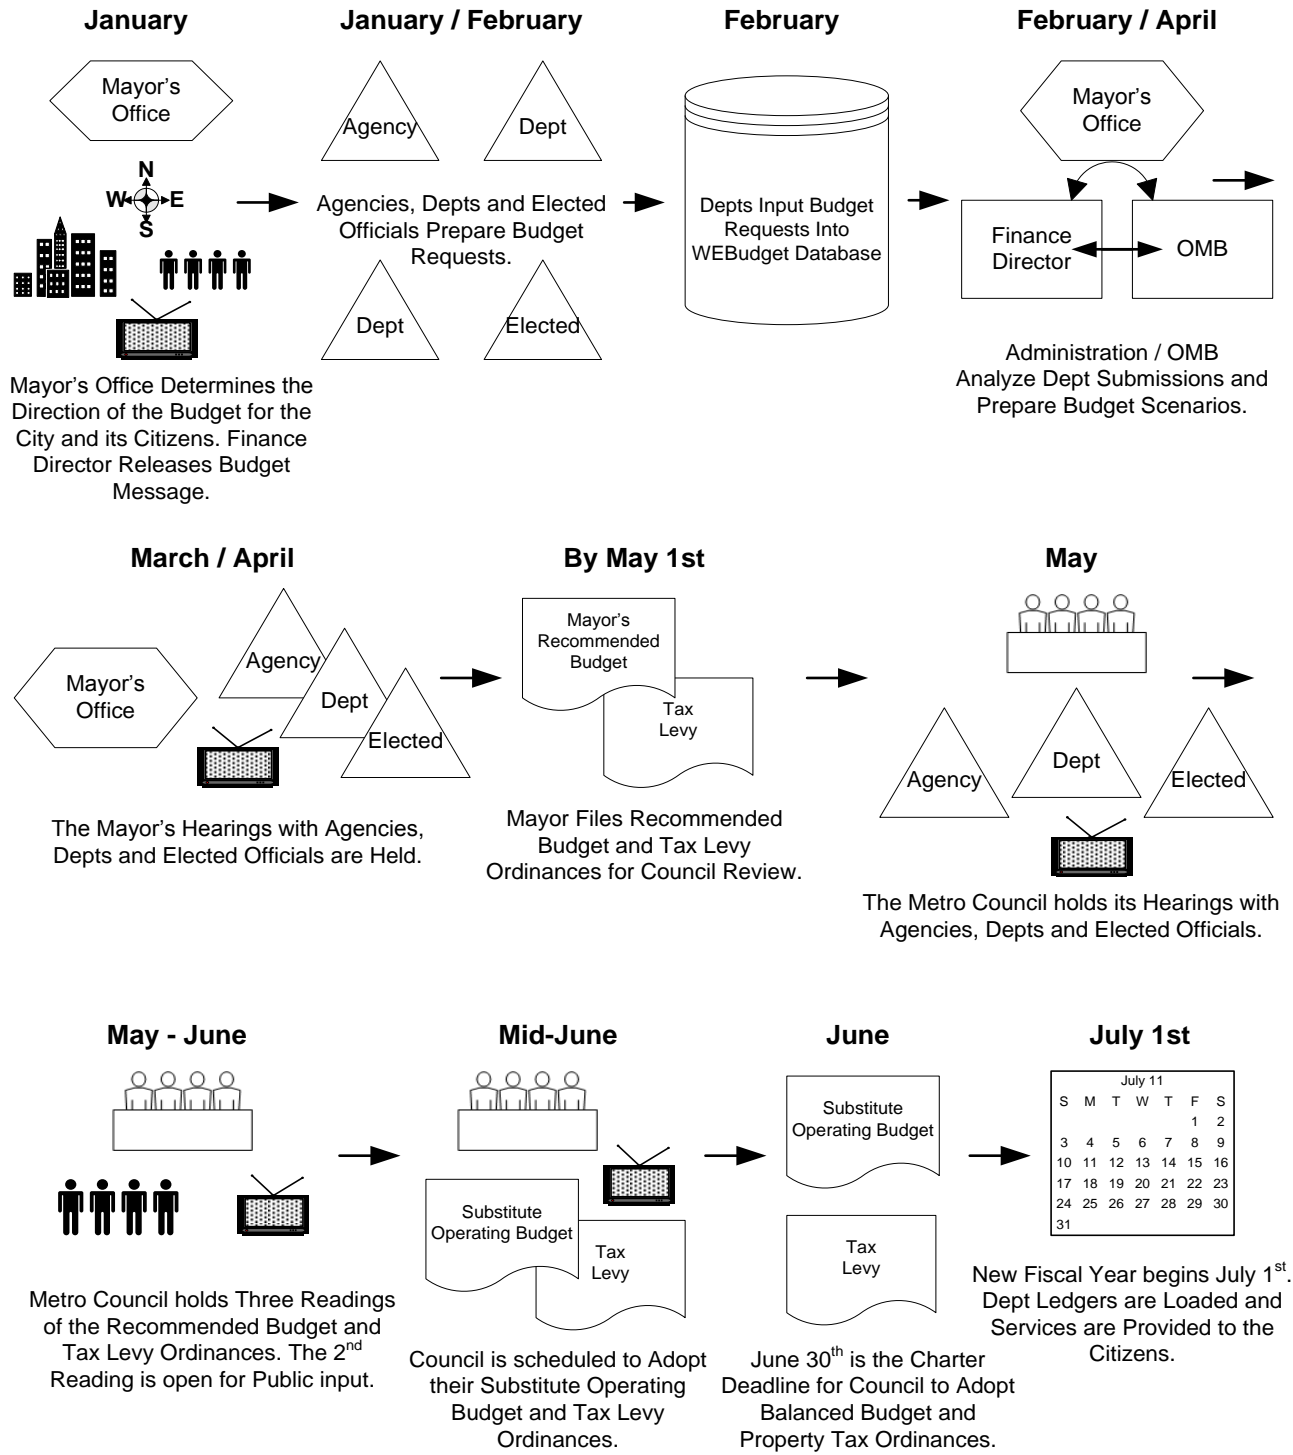 January
Mayor's
Office
N
W E
S
Mayor's Office Determines the
Direction of the Budget for the
City and its Citizens. Finance
Director Releases Budget
Message.
January / February
Agency
Dept
Agencies, Depts and Elected
Officials Prepare Budget
Requests.
Dept
Elected
February
Depts Input Budget
Requests Into
WEBudget Database
February / April
Mayor's
Office
Finance
Director
OMB
Administration / OMB
Analyze Dept Submissions and
Prepare Budget Scenarios.
March / April
Mayor's
Office
Agency
Dept
Elected
The Mayor's Hearings with Agencies,
Depts and Elected Officials are Held.
By May 1st
Mayor's
Recommended
Budget
Tax
Levy
Mayor Files Recommended
Budget and Tax Levy
Ordinances for Council Review.
May
Agency
Dept
Elected
The Metro Council holds its Hearings with
Agencies, Depts and Elected Officials.
May - June
Metro Council holds Three Readings
of the Recommended Budget and
Tax Levy Ordinances. The 2nd
Reading is open for Public input.
Mid-June
Substitute
Operating Budget
Tax
Levy
Council is scheduled to Adopt
their Substitute Operating
Budget and Tax Levy
Ordinances.
June
Substitute
Operating Budget
Tax
Levy
June 30th is the Charter
Deadline for Council to Adopt
Balanced Budget and
Property Tax Ordinances.
July 1st
July 11
S M T W T F S
1 2
3 4 5 6 7 8 9
10 11 12 13 14 15 16
17 18 19 20 21 22 23
24 25 26 27 28 29 30
31
New Fiscal Year begins July 1st.
Dept Ledgers are Loaded and
Services are Provided to the
Citizens.